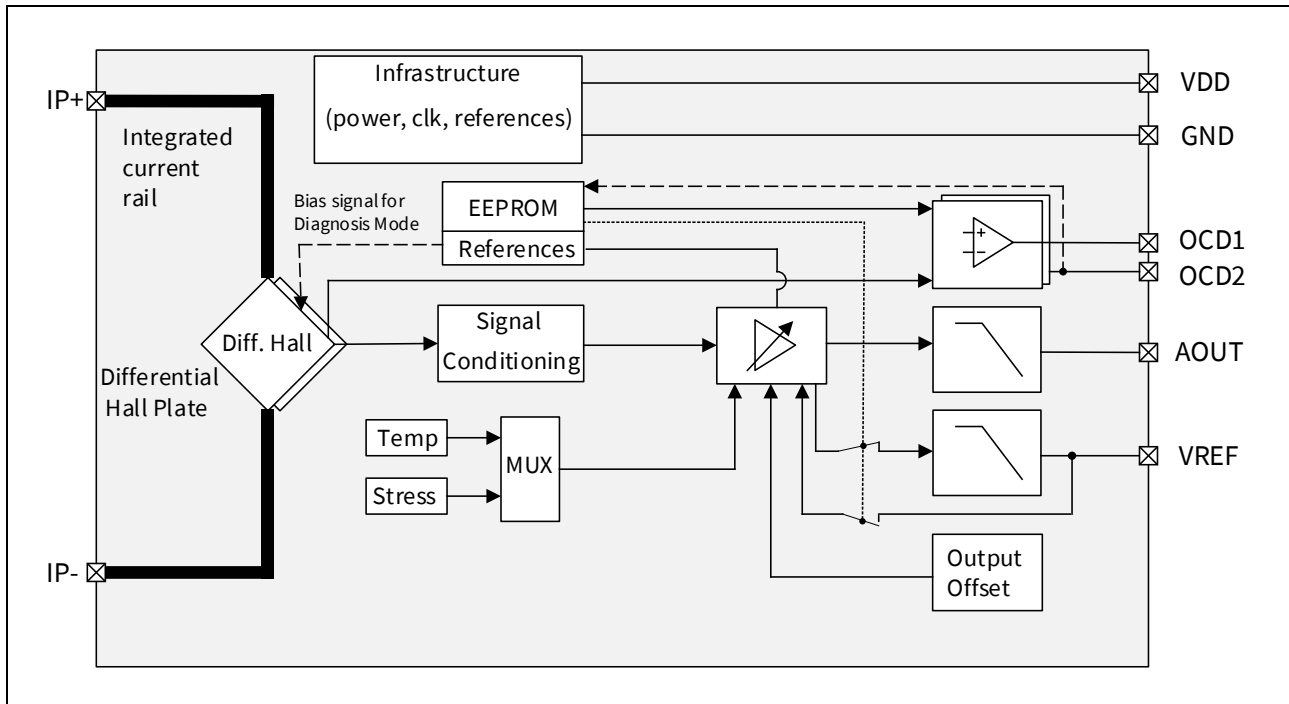 Infrastructure
(power, clk, references)
VDD
GND
IP+
Integrated
current
rail
Bias signal for
Diagnosis Mode
EEPROM
References
+
−
OCD1
OCD2
Diff. Hall
Signal
Conditioning
AOUT
Differential
Hall Plate
Temp
MUX
Stress
VREF
Output
Offset
IP-